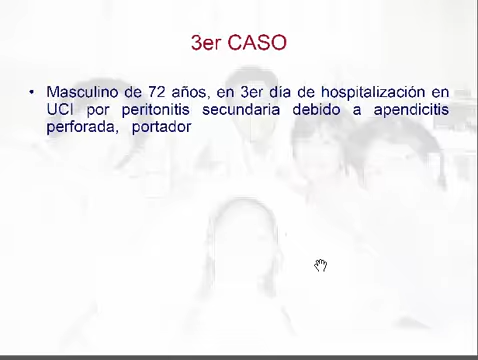 3er CASO
• Masculino de 72 años, en 3er día de hospitalización en
UCI por peritonitis secundaria debido a apendicitis
perforada, portador